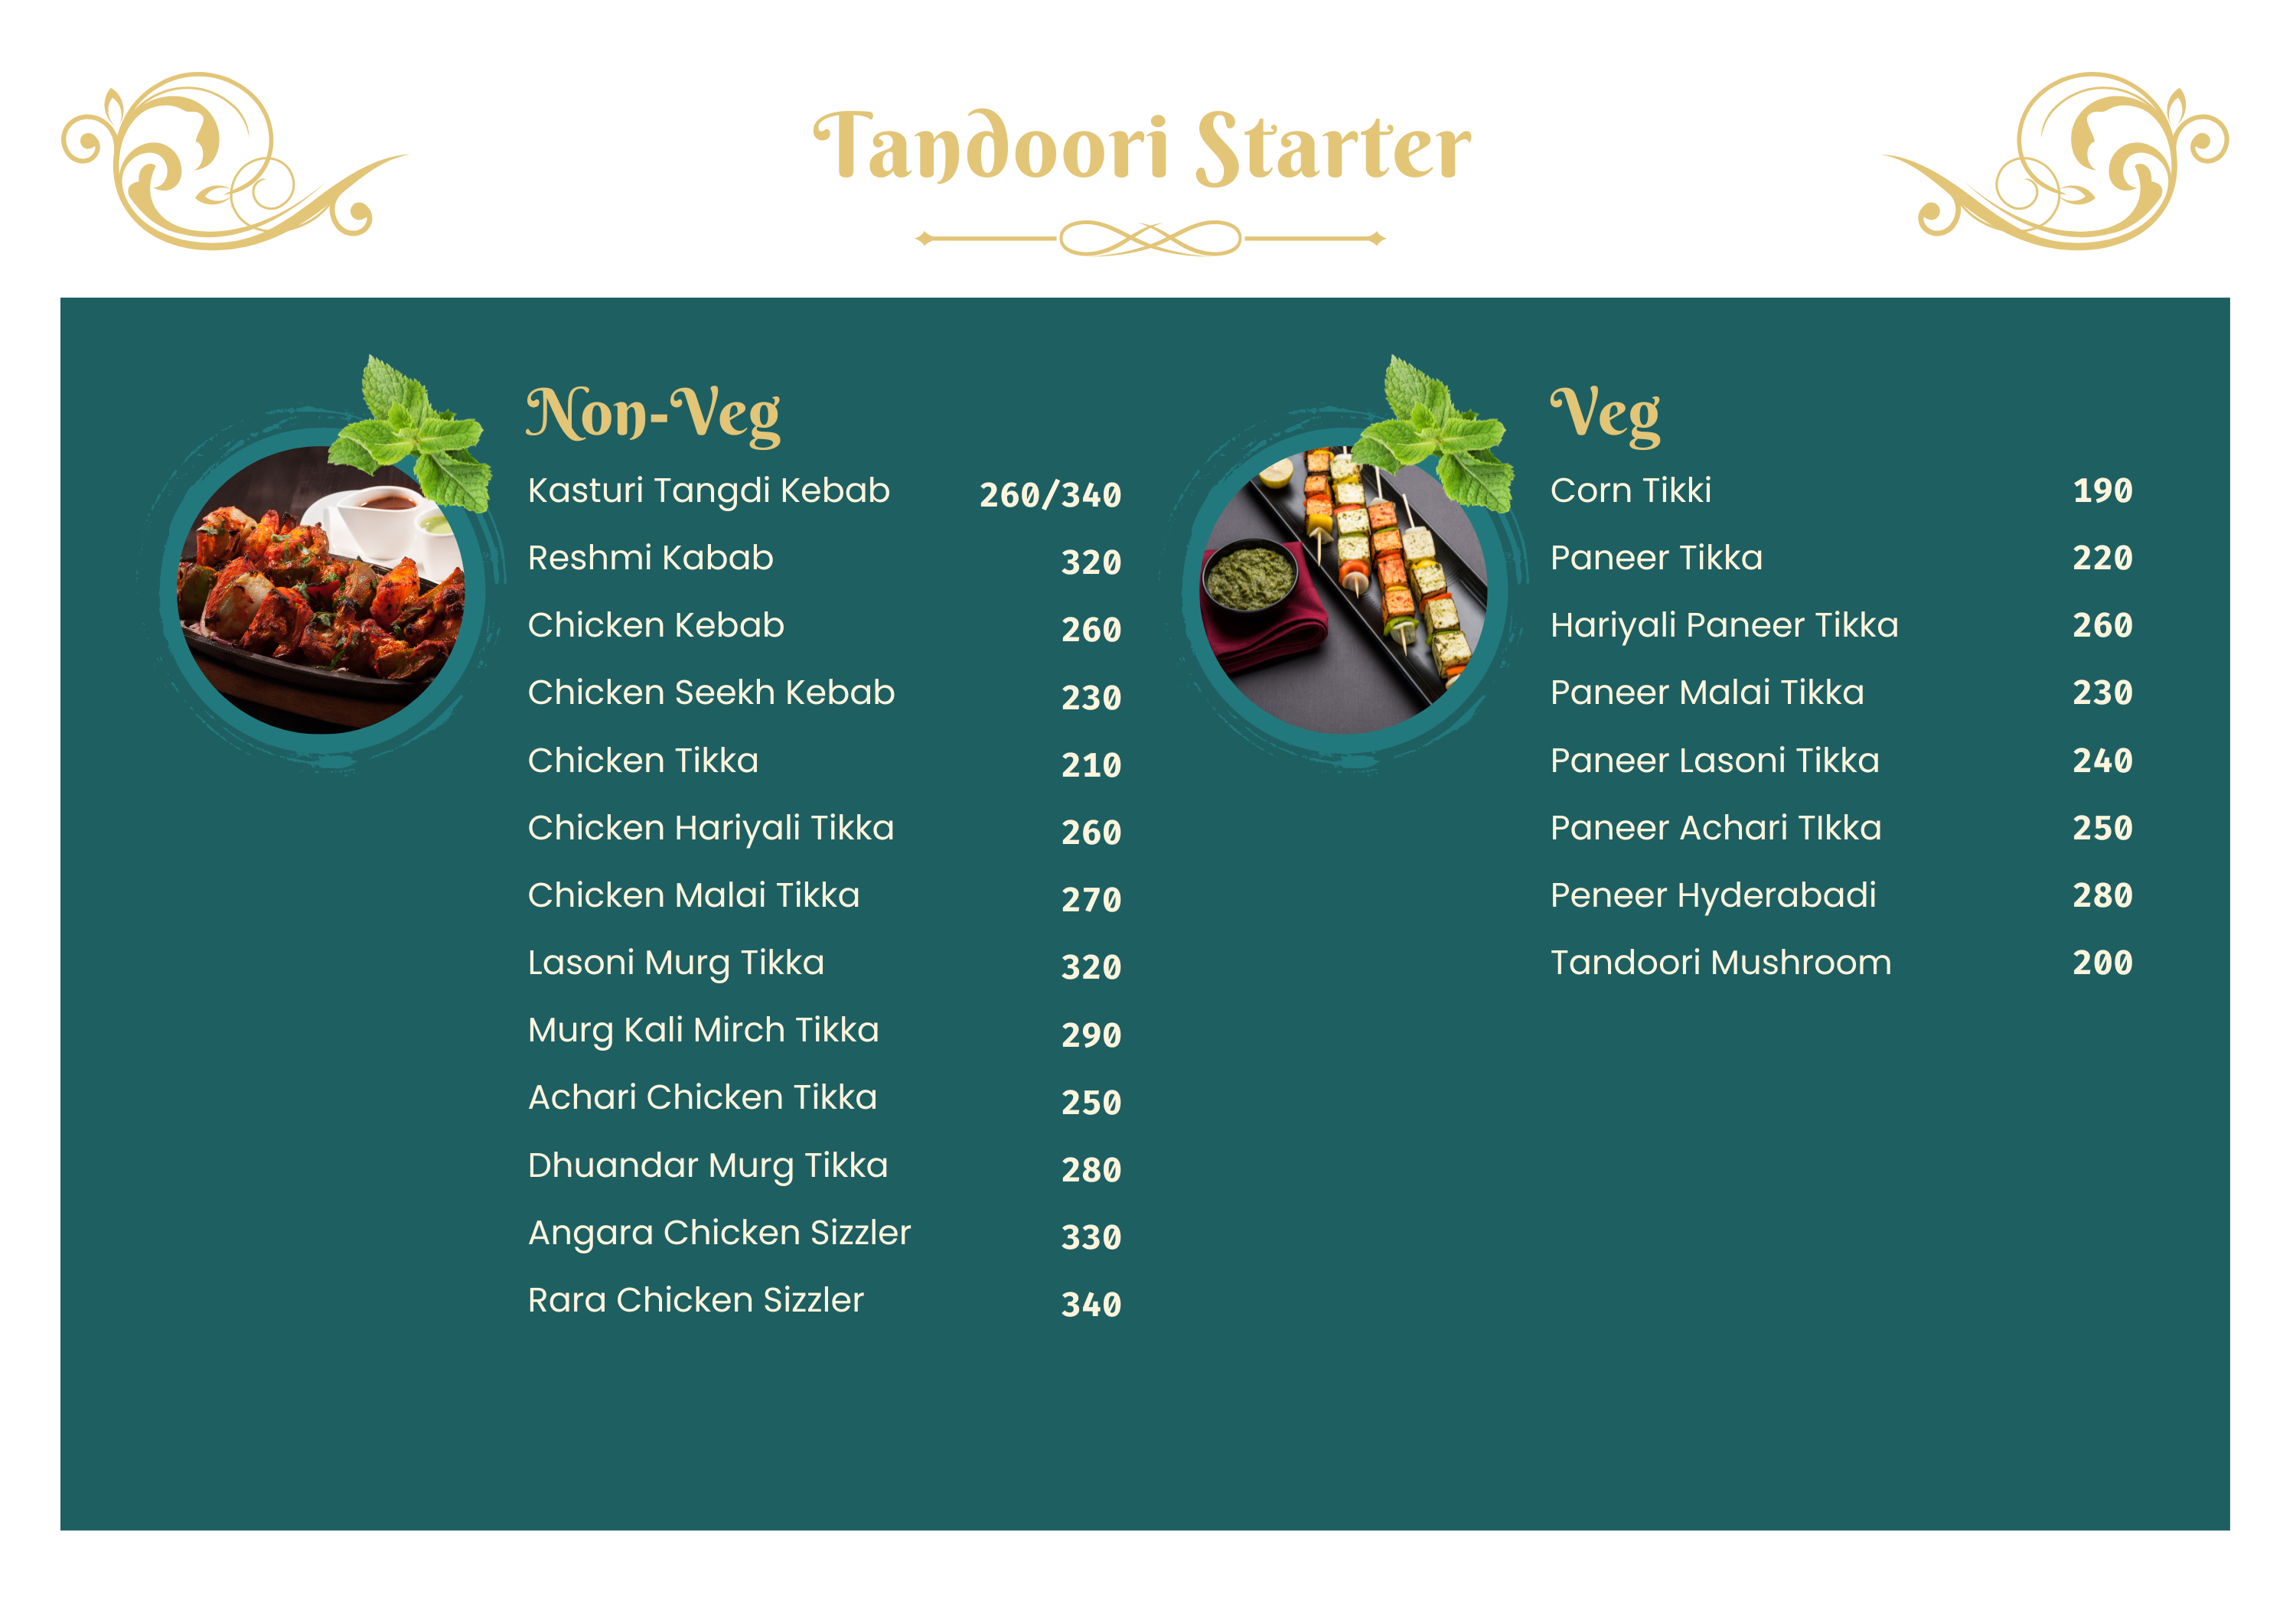 Tandoori Starter
Non-Veg
Kasturi Tangdi Kebab 260/340
Reshmi Kabab 320
Chicken Kebab 260
Chicken Seekh Kebab 230
Chicken Tikka 210
Chicken Hariyali Tikka 260
Chicken Malai Tikka 270
Lasoni Murg Tikka 320
Murg Kali Mirch Tikka 290
Achari Chicken Tikka 250
Dhuandar Murg Tikka 280
Angara Chicken Sizzler 330
Rara Chicken Sizzler 340
Veg
Corn Tikki 190
Paneer Tikka 220
Hariyali Paneer Tikka 260
Paneer Malai Tikka 230
Paneer Lasoni Tikka 240
Paneer Achari TIkka 250
Peneer Hyderabadi 280
Tandoori Mushroom 200